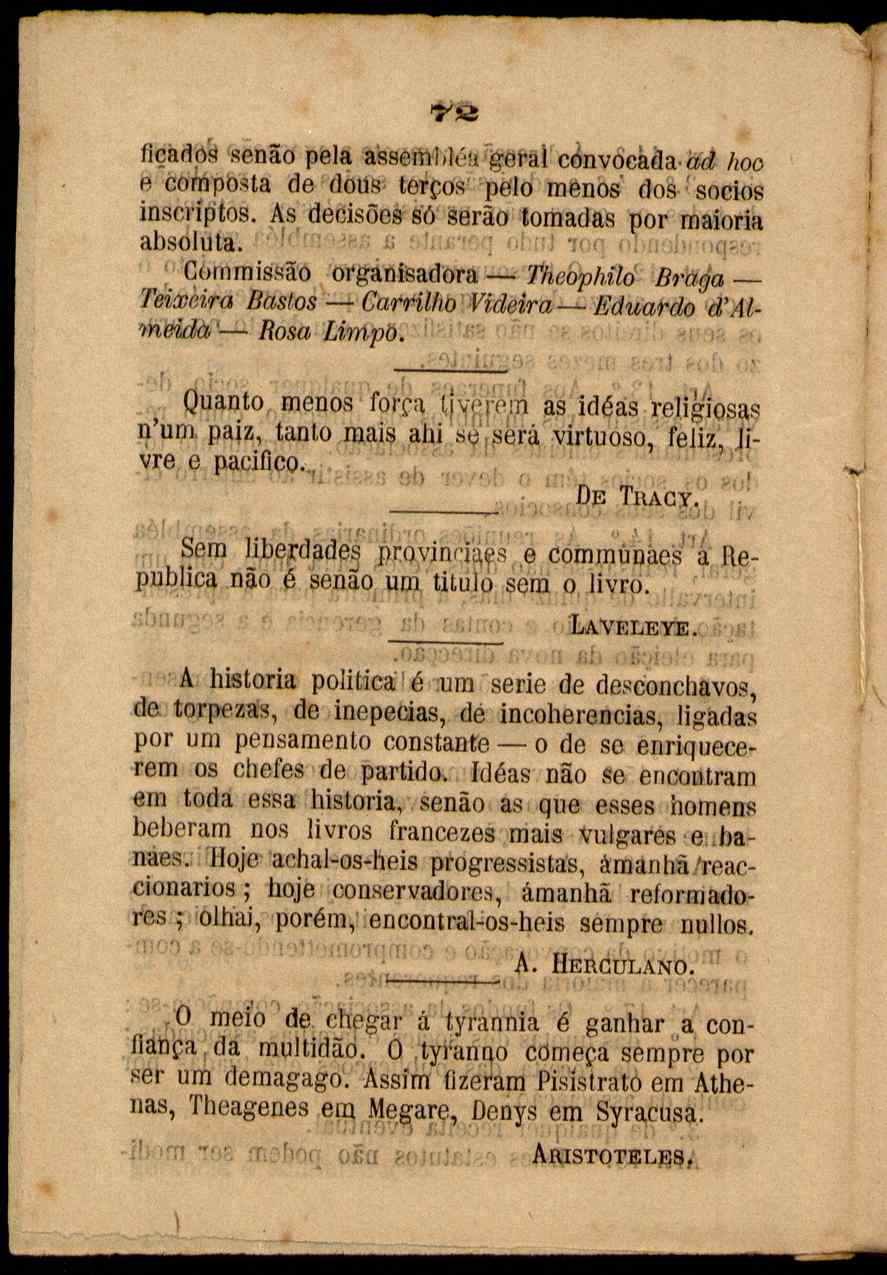 72
ficados senão pela assembléa geral convocada ad hoc
e composta de dous terços pelo menos dos socios
inscriptos. As decisões só serão tomadas por maioria
absoluta.
Commissão organisadora — Theophilo Braga —
Teixeira Bastos — Carrilho Videira — Eduardo d'Al-
meida — Rosa Limpo.
Quanto menos força tiverem as idéas religiosas
n'um paiz, tanto mais ahi se será virtuoso, feliz, li-
vre e pacifico.
DE TRACY.
Sem liberdades provinciaes e communaes a Re-
publica não é senão um titulo sem o livro.
LAVELEYE.
A historia politica é um serie de desconchavos,
de torpezas, de inepecias, de incoherencias, ligadas
por um pensamento constante — o de se enriquece-
rem os chefes de partido. Idéas não se encontram
em toda essa historia, senão as que esses homens
beberam nos livros francezes mais vulgares e ba-
naes. Hoje achal-os-heis progressistas, ámanhã reac-
cionarios; hoje conservadores, ámanhã reformado-
res; olhai, porém, encontral-os-heis sempre nullos.
A. HERCULANO.
O meio de chegar á tyrannia é ganhar a con-
fiança da multidão. O tyranno começa sempre por
ser um demagago. Assim fizeram Pisistrato em Athe-
nas, Theagenes em Megare, Denys em Syracusa.
ARISTOTELES.